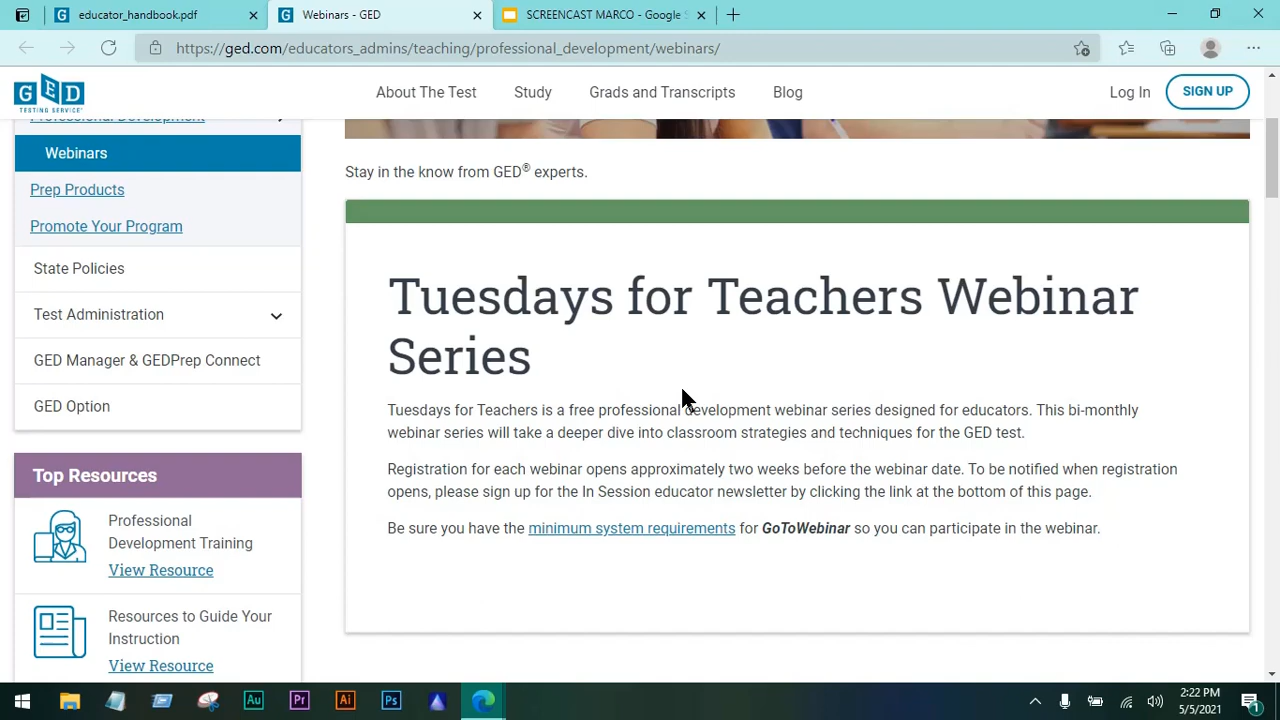 educator_handbook.pdf
Webinars - GED
SCREENCAST MARCO - Google S
https://ged.com/educators_admins/teaching/professional_development/webinars/
GED
TESTING SERVICE
About The Test
Study
Grads and Transcripts
Blog
Log In
SIGN UP
Professional Development
Webinars
Prep Products
Promote Your Program
State Policies
Test Administration
GED Manager & GEDPrep Connect
GED Option
Top Resources
Professional
Development Training
View Resource
Resources to Guide Your
Instruction
View Resource
Stay in the know from GED® experts.
Tuesdays for Teachers Webinar
Series
Tuesdays for Teachers is a free professional development webinar series designed for educators. This bi-monthly
webinar series will take a deeper dive into classroom strategies and techniques for the GED test.
Registration for each webinar opens approximately two weeks before the webinar date. To be notified when registration
opens, please sign up for the In Session educator newsletter by clicking the link at the bottom of this page.
Be sure you have the minimum system requirements for GoToWebinar so you can participate in the webinar.
Au
Pr
Ai
Ps
2:22 PM
5/5/2021
1